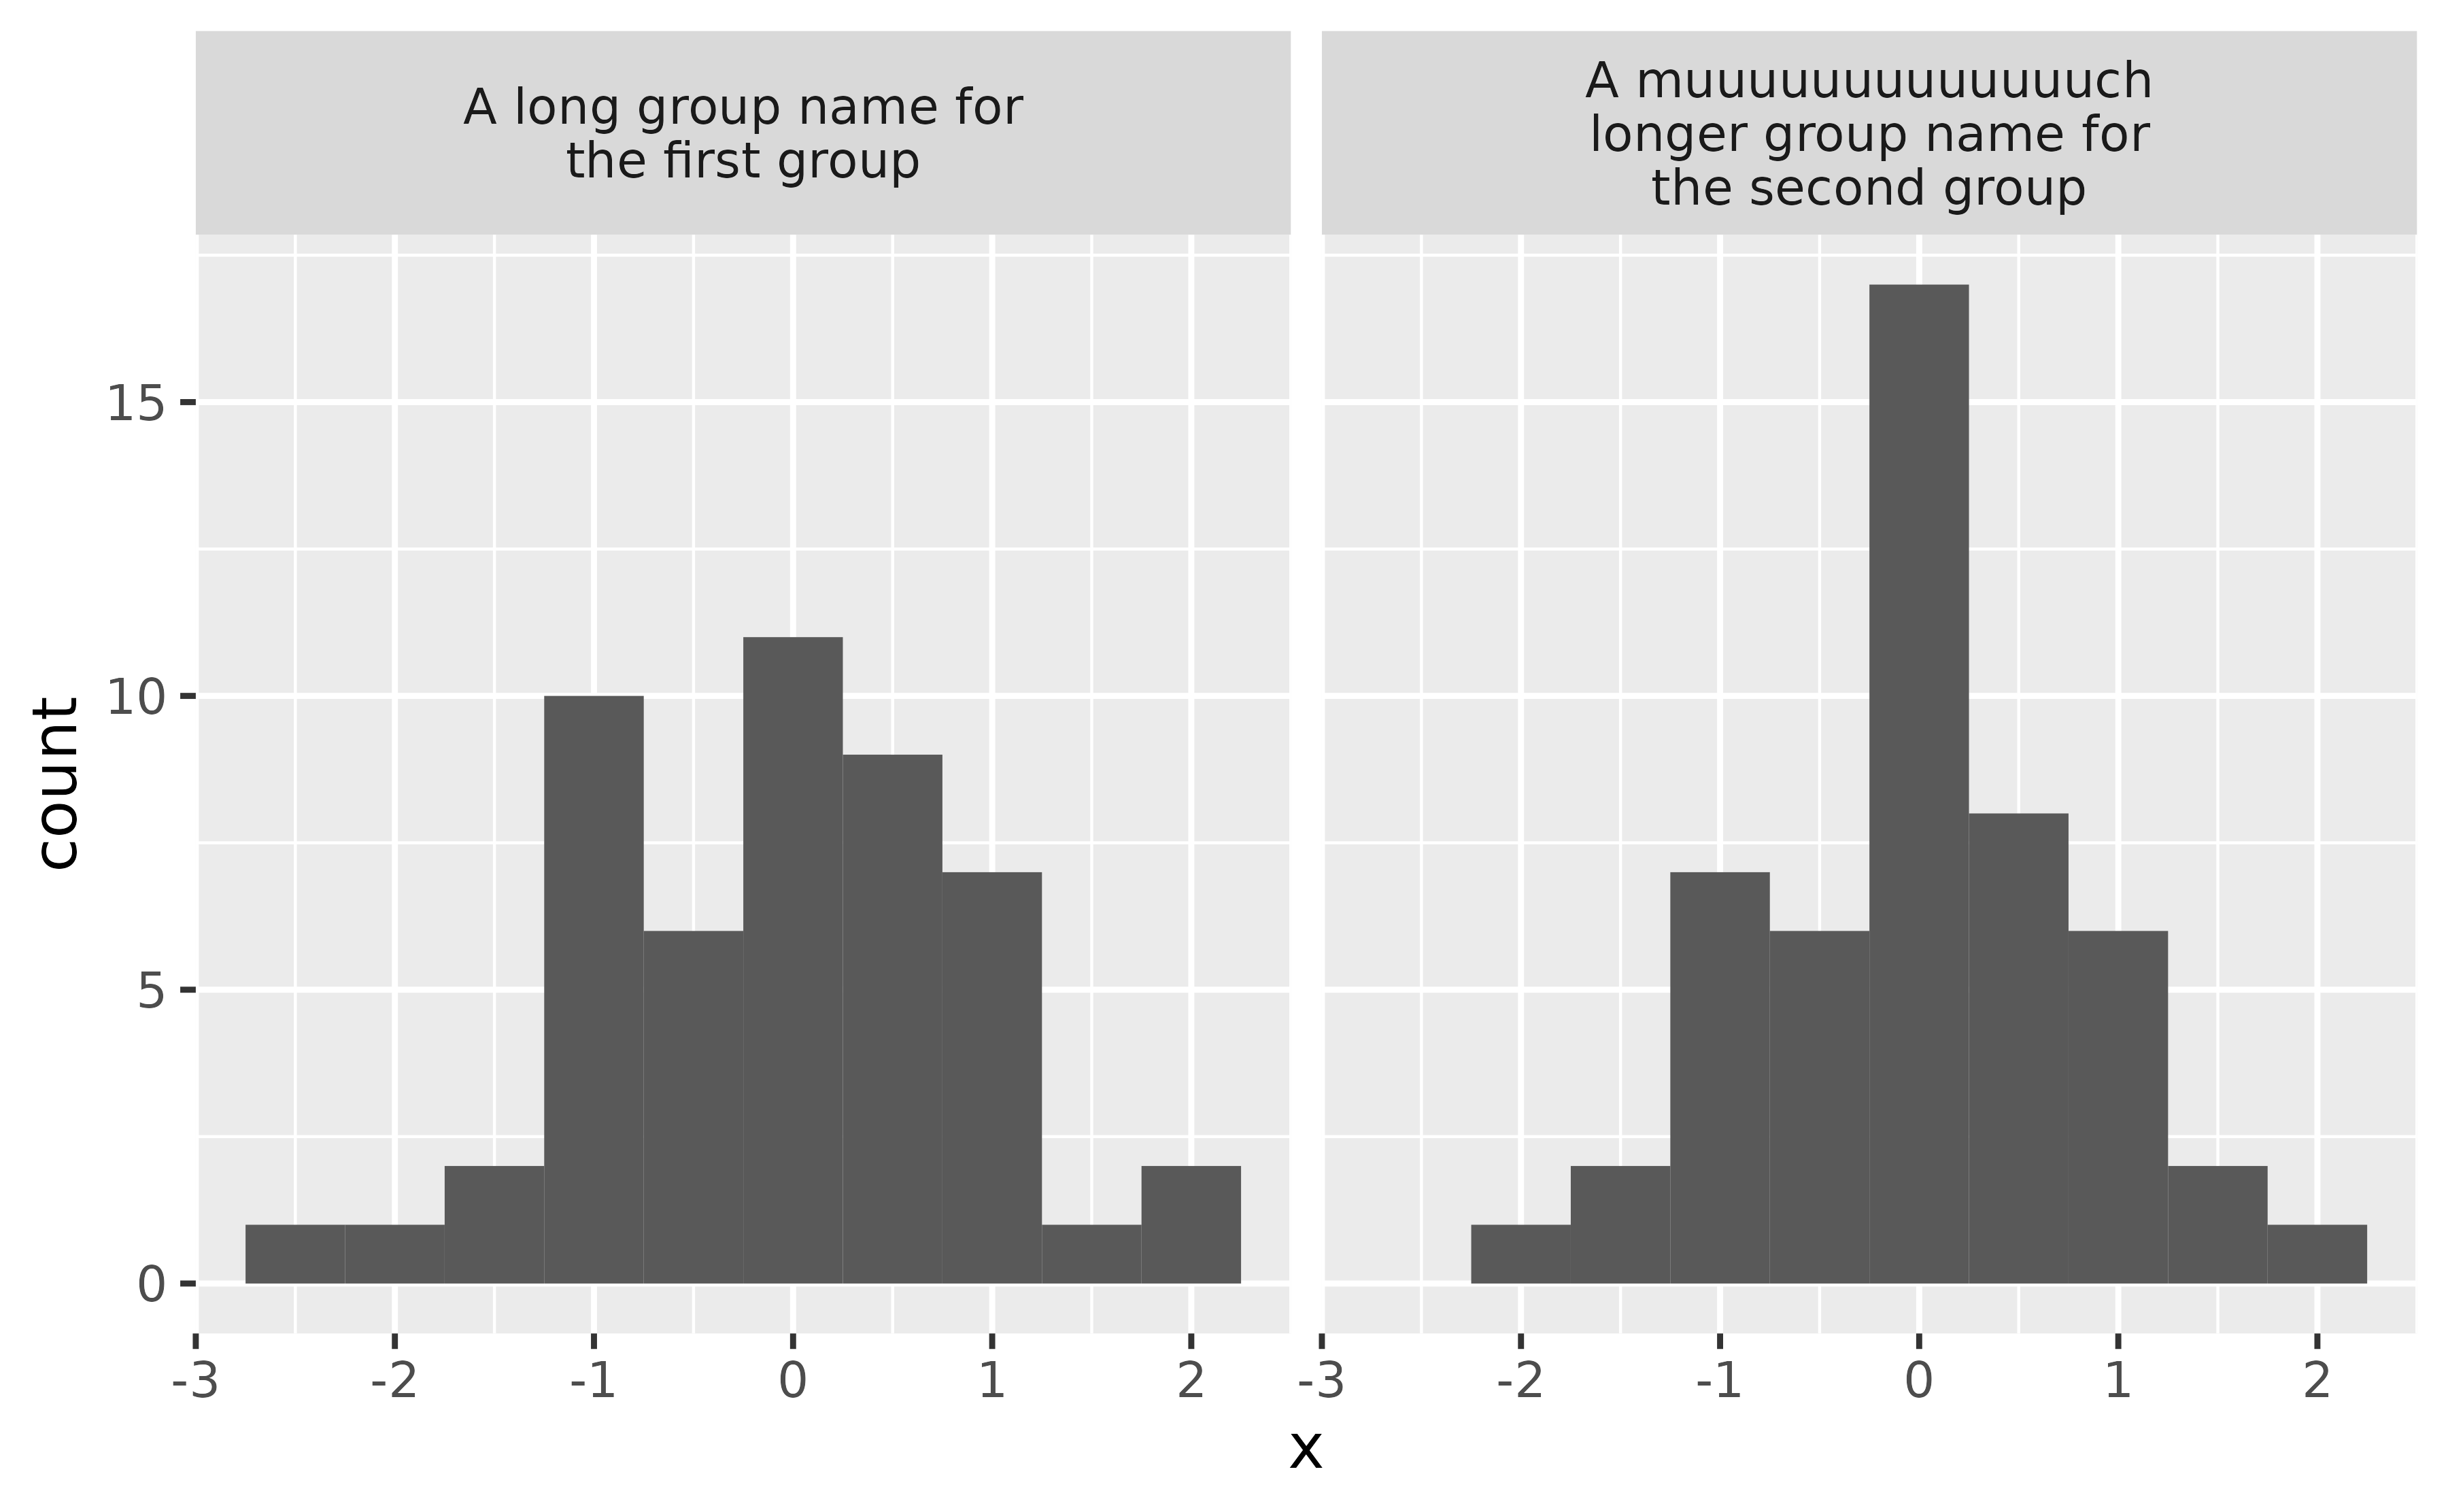 A long group name for
the first group
A muuuuuuuuuuuuuch
longer group name for
the second group
count
15
10
5
0
-3 -2 -1 0 1 2
-3 -2 -1 0 1 2
x